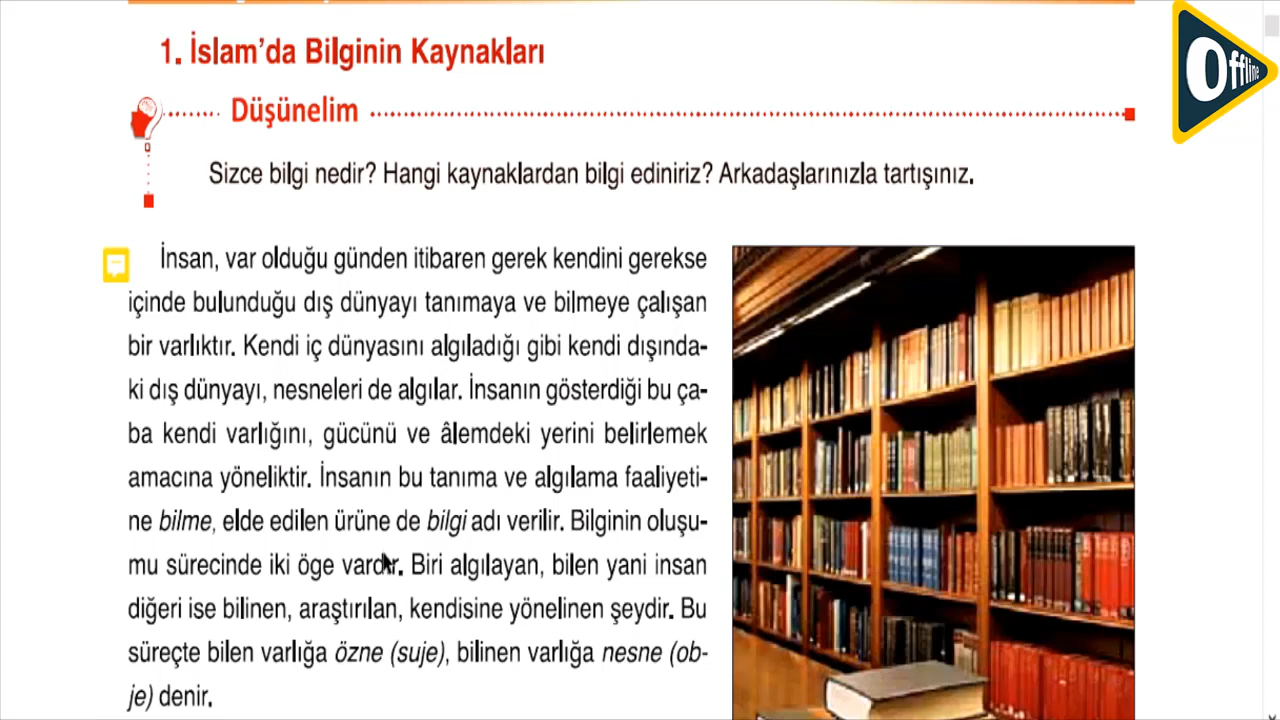 Offline
1. İslam’da Bilginin Kaynakları
Düşünelim
Sizce bilgi nedir? Hangi kaynaklardan bilgi ediniriz? Arkadaşlarınızla tartışınız.
İnsan, var olduğu günden itibaren gerek kendini gerekse
içinde bulunduğu dış dünyayı tanımaya ve bilmeye çalışan
bir varlıktır. Kendi iç dünyasını algıladığı gibi kendi dışında-
ki dış dünyayı, nesneleri de algılar. İnsanın gösterdiği bu ça-
ba kendi varlığını, gücünü ve âlemdeki yerini belirlemek
amacına yöneliktir. İnsanın bu tanıma ve algılama faaliyeti-
ne bilme, elde edilen ürüne de bilgi adı verilir. Bilginin oluşu-
mu sürecinde iki öge vardır. Biri algılayan, bilen yani insan
diğeri ise bilinen, araştırılan, kendisine yönelinen şeydir. Bu
süreçte bilen varlığa özne (suje), bilinen varlığa nesne (ob-
je) denir.